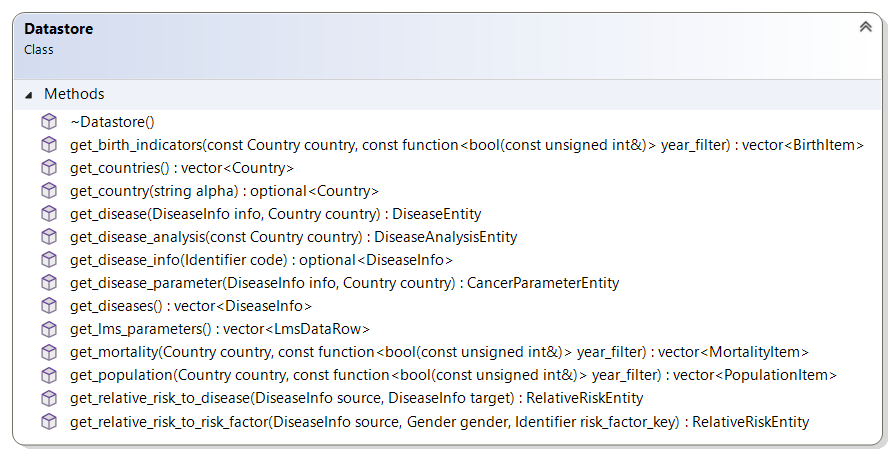 Datastore
Class
Methods
~Datastore()
get_birth_indicators(const Country country, const function<bool(const unsigned int&)> year_filter) : vector<BirthItem>
get_countries() : vector<Country>
get_country(string alpha) : optional<Country>
get_disease(DiseaseInfo info, Country country) : DiseaseEntity
get_disease_analysis(const Country country) : DiseaseAnalysisEntity
get_disease_info(Identifier code) : optional<DiseaseInfo>
get_disease_parameter(DiseaseInfo info, Country country) : CancerParameterEntity
get_diseases() : vector<DiseaseInfo>
get_lms_parameters() : vector<LmsDataRow>
get_mortality(Country country, const function<bool(const unsigned int&)> year_filter) : vector<MortalityItem>
get_population(Country country, const function<bool(const unsigned int&)> year_filter) : vector<PopulationItem>
get_relative_risk_to_disease(DiseaseInfo source, DiseaseInfo target) : RelativeRiskEntity
get_relative_risk_to_risk_factor(DiseaseInfo source, Gender gender, Identifier risk_factor_key) : RelativeRiskEntity